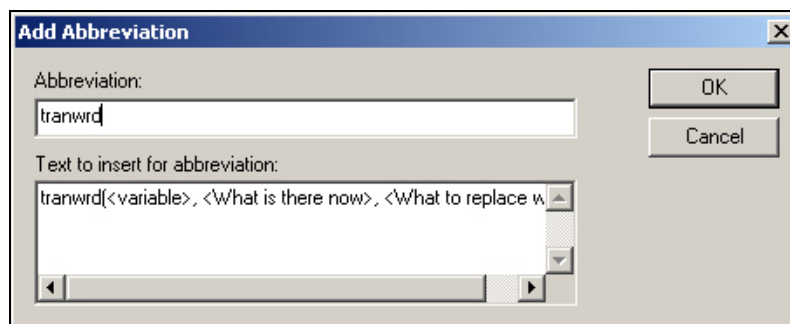 Add Abbreviation
Abbreviation:
tranwrd
OK
Cancel
Text to insert for abbreviation:
tranwrd(<variable>, <What is there now>, <What to replace w